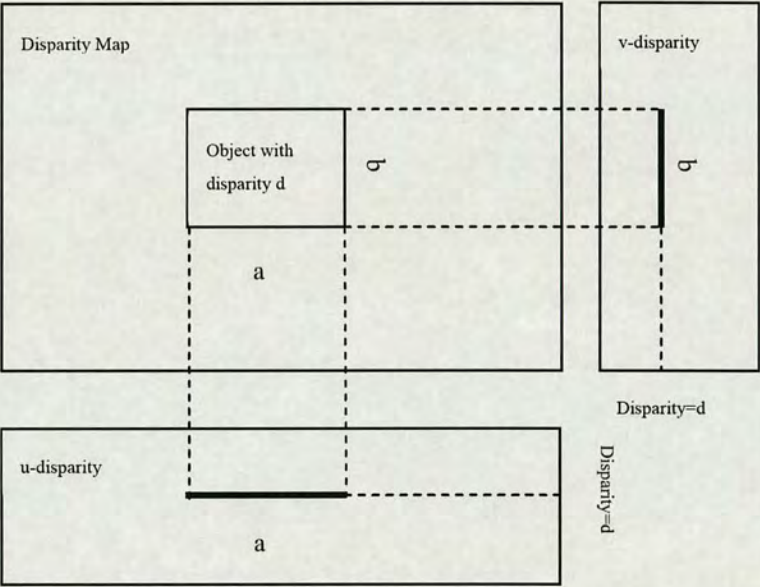 Disparity Map
v-disparity
Object with
disparity d
b
b
a
Disparity=d
u-disparity
Disparity=d
a